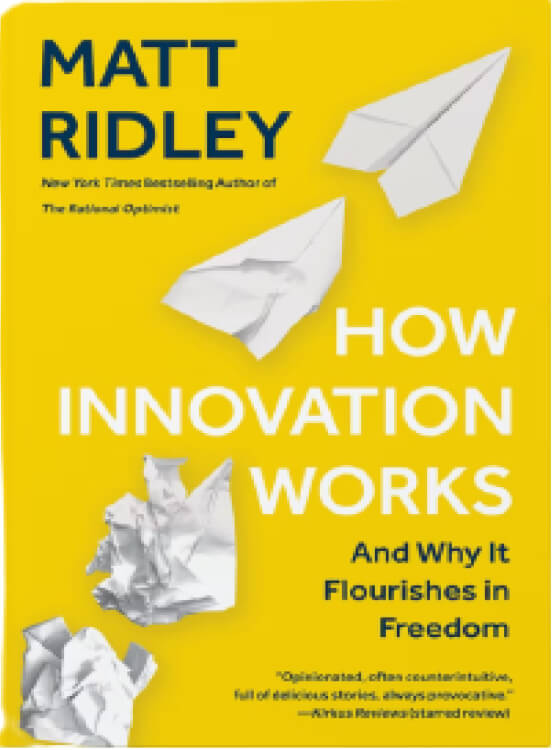 MATT
RIDLEY
New York Times Bestselling Author of
The Rational Optimist
HOW
INNOVATION
WORKS
And Why It
Flourishes in
Freedom
"Opinionated, often counterintuitive,
full of delicious stories, always provocative."
—Kirkus Reviews (starred review)